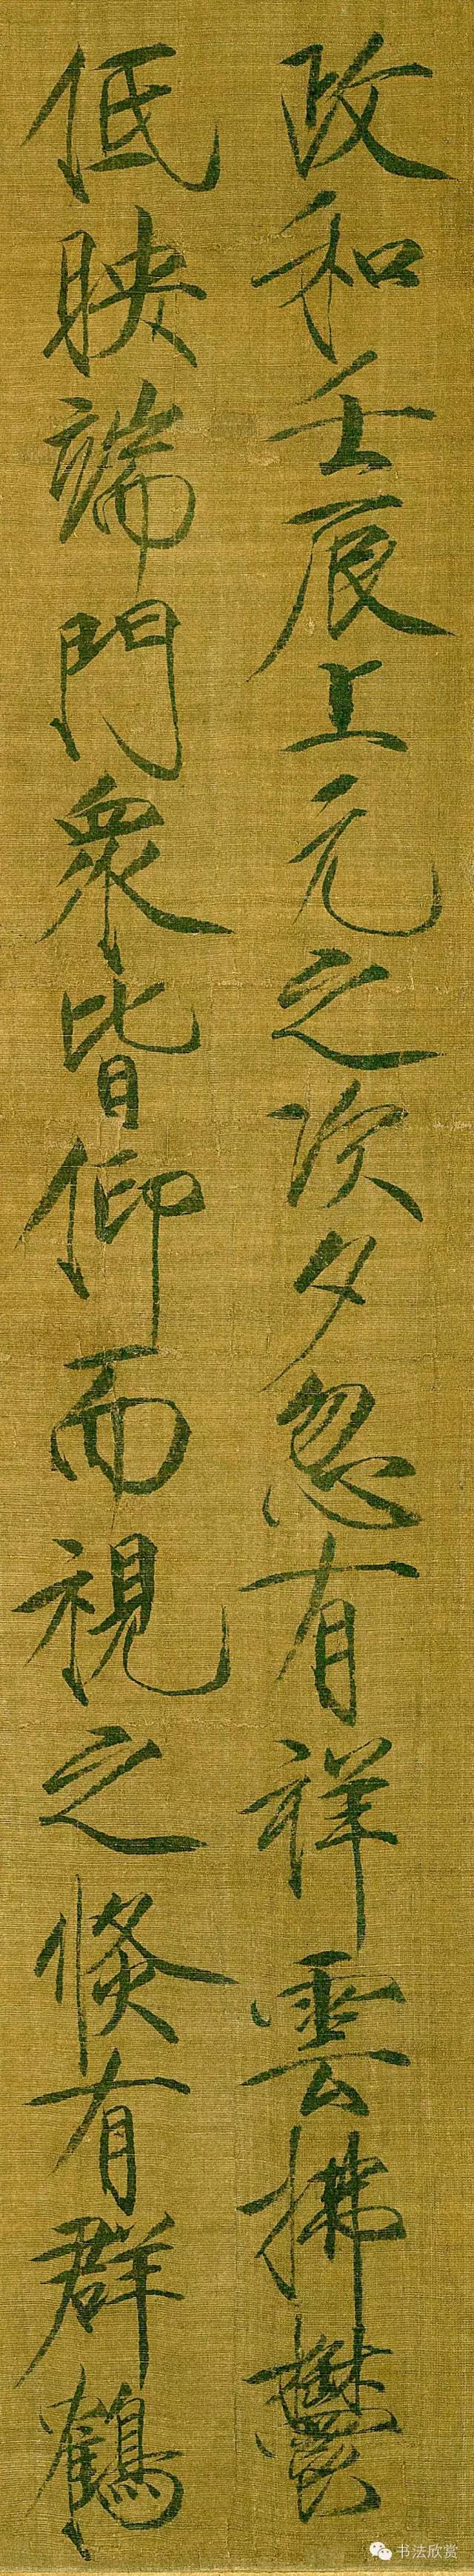 政和壬辰上元之次夕忽有祥雲拂鬱
低映端門衆皆仰而視之倏有群鶴
书法欣赏